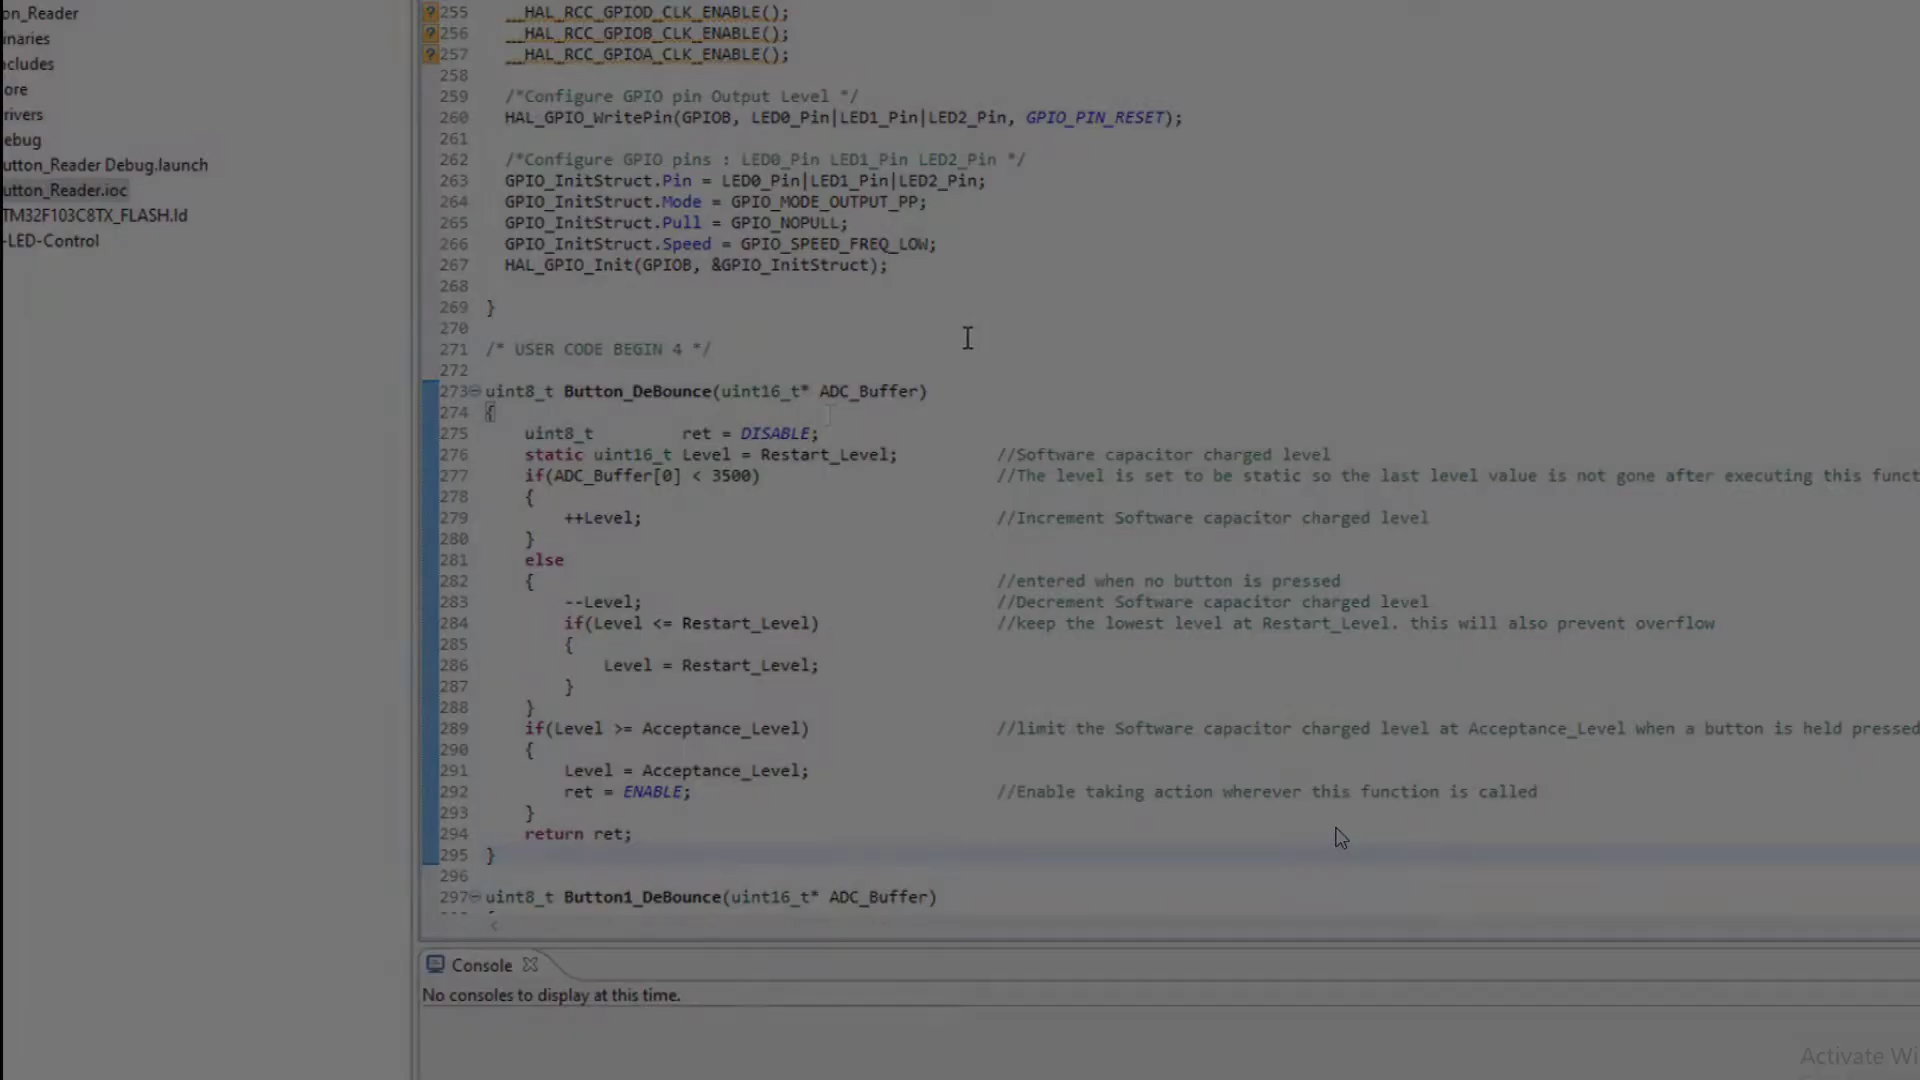 on_Reader
inaries
cludes
ore
rivers
ebug
utton_Reader Debug.launch
utton_Reader.ioc
TM32F103C8TX_FLASH.ld
-LED-Control
255 __HAL_RCC_GPIOD_CLK_ENABLE();
256 __HAL_RCC_GPIOB_CLK_ENABLE();
257 __HAL_RCC_GPIOA_CLK_ENABLE();
258
259 /*Configure GPIO pin Output Level */
260 HAL_GPIO_WritePin(GPIOB, LED0_Pin|LED1_Pin|LED2_Pin, GPIO_PIN_RESET);
261
262 /*Configure GPIO pins : LED0_Pin LED1_Pin LED2_Pin */
263 GPIO_InitStruct.Pin = LED0_Pin|LED1_Pin|LED2_Pin;
264 GPIO_InitStruct.Mode = GPIO_MODE_OUTPUT_PP;
265 GPIO_InitStruct.Pull = GPIO_NOPULL;
266 GPIO_InitStruct.Speed = GPIO_SPEED_FREQ_LOW;
267 HAL_GPIO_Init(GPIOB, &GPIO_InitStruct);
268
269 }
270
271 /* USER CODE BEGIN 4 */
272
273 uint8_t Button_DeBounce(uint16_t* ADC_Buffer)
274 {
275 uint8_t ret = DISABLE;
276 static uint16_t Level = Restart_Level; //Software capacitor charged level
277 if(ADC_Buffer[0] < 3500) //The level is set to be static so the last level value is not gone after executing this funct
278 {
279 ++Level; //Increment Software capacitor charged level
280 }
281 else
282 { //entered when no button is pressed
283 --Level; //Decrement Software capacitor charged level
284 if(Level <= Restart_Level) //keep the lowest level at Restart_Level. this will also prevent overflow
285 {
286 Level = Restart_Level;
287 }
288 }
289 if(Level >= Acceptance_Level) //limit the Software capacitor charged level at Acceptance_Level when a button is held pressed
290 {
291 Level = Acceptance_Level;
292 ret = ENABLE; //Enable taking action wherever this function is called
293 }
294 return ret;
295 }
296
297 uint8_t Button1_DeBounce(uint16_t* ADC_Buffer)
Console
No consoles to display at this time.
Activate Wi